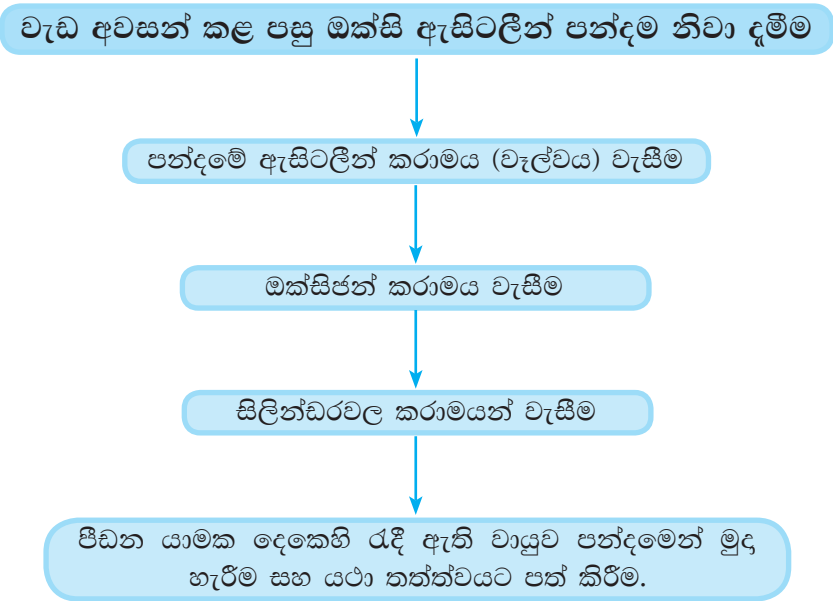 වැඩ අවසන් කළ පසු ඔක්සි ඇසිටලීන් පන්දම නිවා දැමීම
පන්දමේ ඇසිටලීන් කරාමය (වෑල්වය) වැසීම
ඔක්සිජන් කරාමය වැසීම
සිලින්ඩරවල කරාමයන් වැසීම
පීඩන යාමක දෙකෙහි රැදී ඇති වායුව පන්දමෙන් මුදා
හැරීම සහ යථා තත්ත්වයට පත් කිරීම.